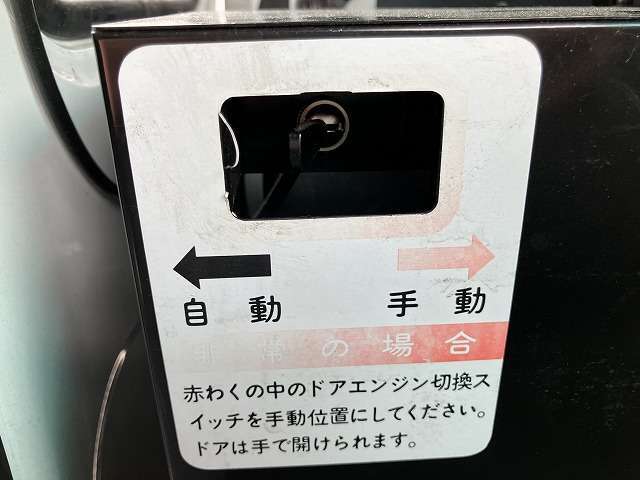 自動 手動
非常の場合
赤わくの中のドアエンジン切換ス
イッチを手動位置にしてください。
ドアは手で開けられます。